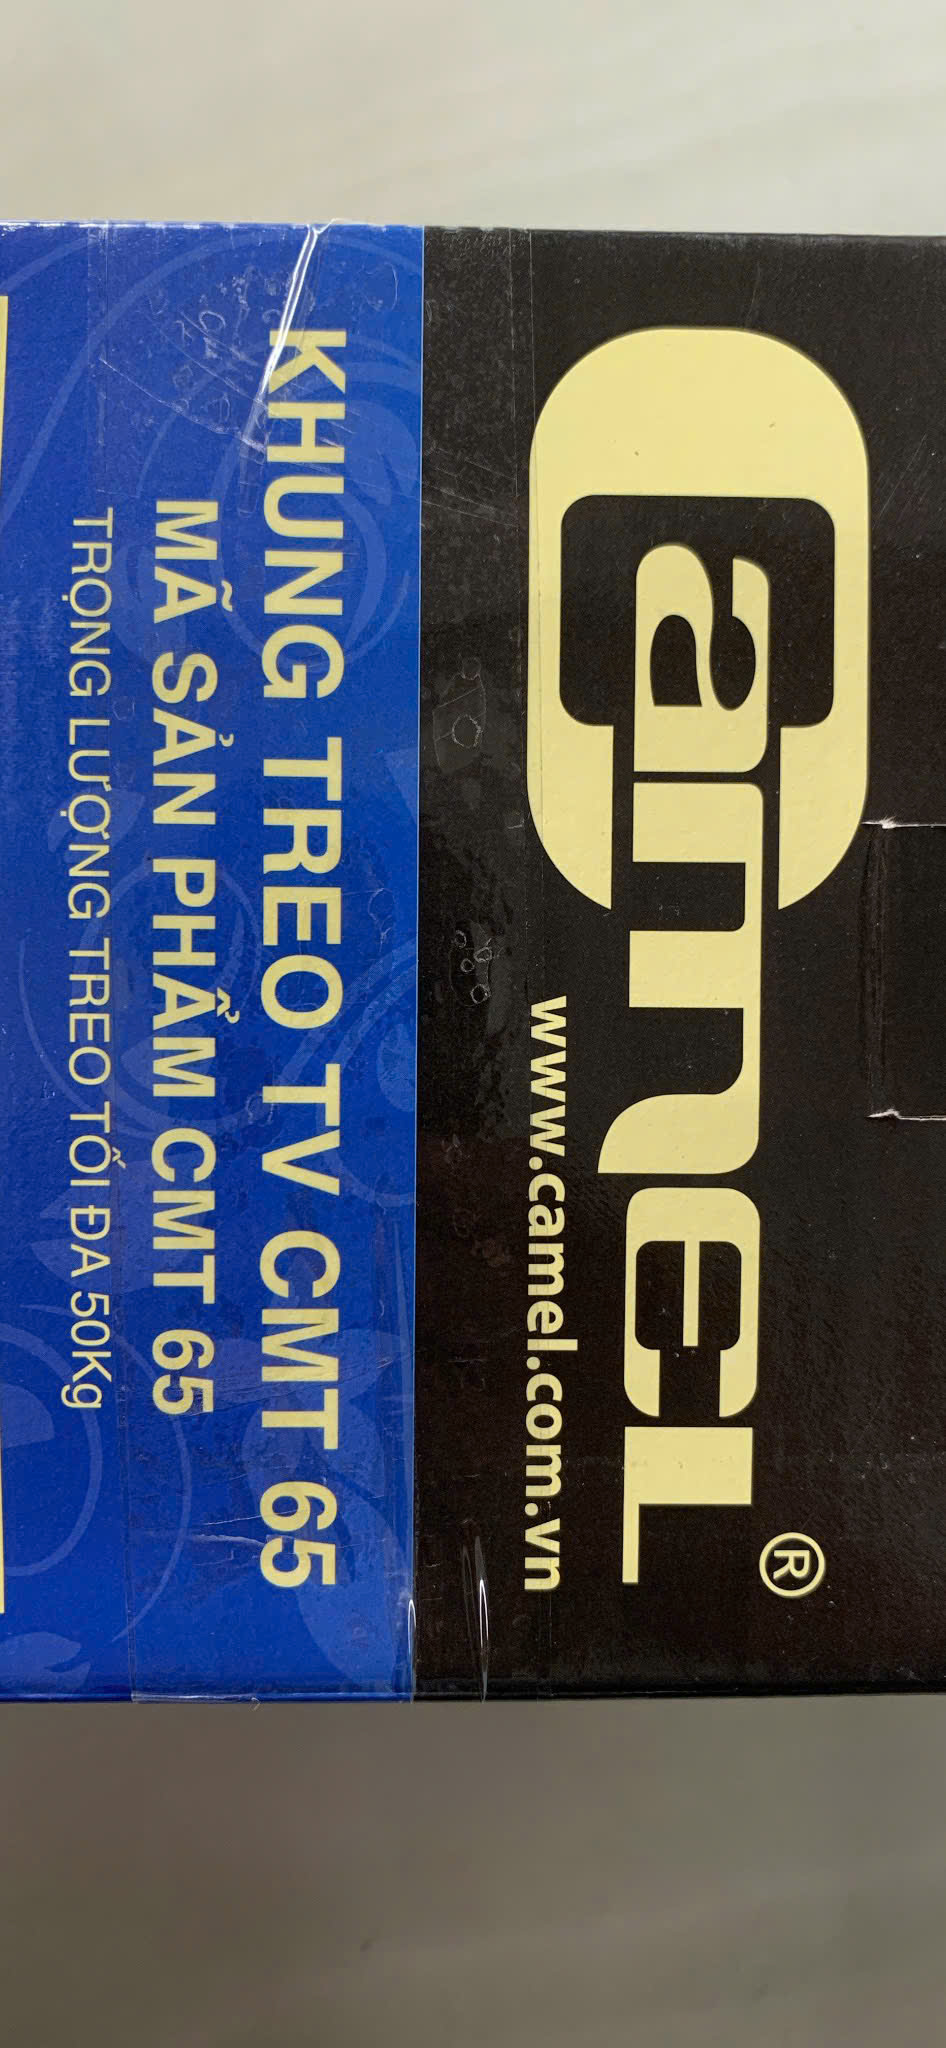 Camel®
www.camel.com.vn
KHUNG TREO TV CMT 65
MÃ SẢN PHẨM CMT 65
TRỌNG LƯỢNG TREO TỐI ĐA 50Kg